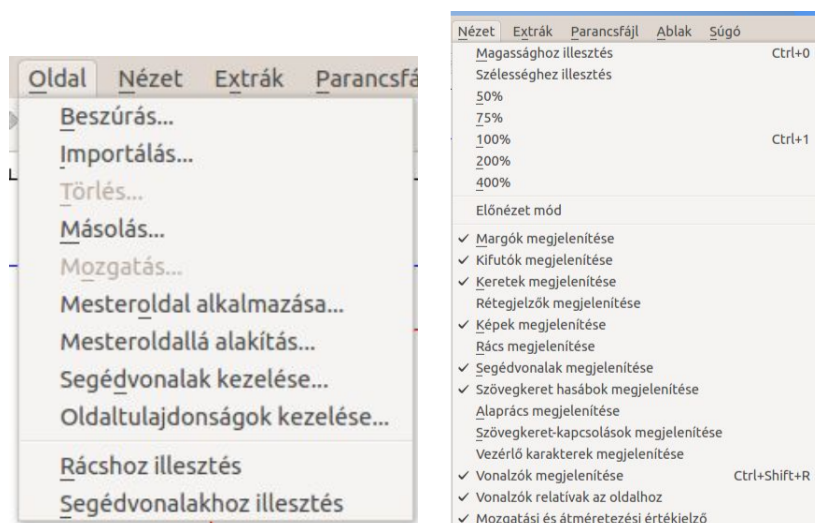 Oldal Nézet Extrák Parancsfá
Beszúrás...
Importálás...
Törlés...
Másolás...
Mozgatás...
Mesteroldal alkalmazása...
Mesteroldallá alakítás...
Segédvonalak kezelése...
Oldaltulajdonságok kezelése...
Rácshoz illesztés
Segédvonalakhoz illesztés
Nézet Extrák Parancsfájl Ablak Súgó
Magassághoz illesztés Ctrl+0
Szélességhez illesztés
50%
75%
100% Ctrl+1
200%
400%
Előnézet mód
Margók megjelenítése
Kifutók megjelenítése
Keretek megjelenítése
Rétegjelzők megjelenítése
Képek megjelenítése
Rács megjelenítése
Segédvonalak megjelenítése
Szövegkeret hasábok megjelenítése
Alaprács megjelenítése
Szövegkeret-kapcsolások megjelenítése
Vezérlő karakterek megjelenítése
Vonalzók megjelenítése Ctrl+Shift+R
Vonalzók relatívak az oldalhoz
Mozgatási és átméretezési értékjelző